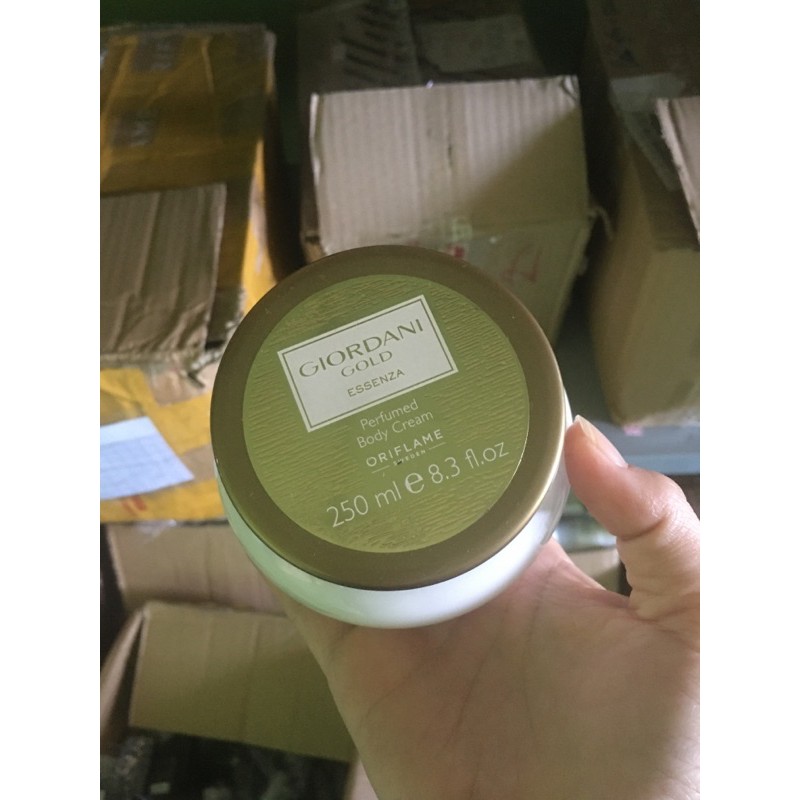 GIORDANI
GOLD
ESSENZA
Perfumed
Body Cream
ORIFLAME
SWEDEN
250 ml e 8.3 fl.oz